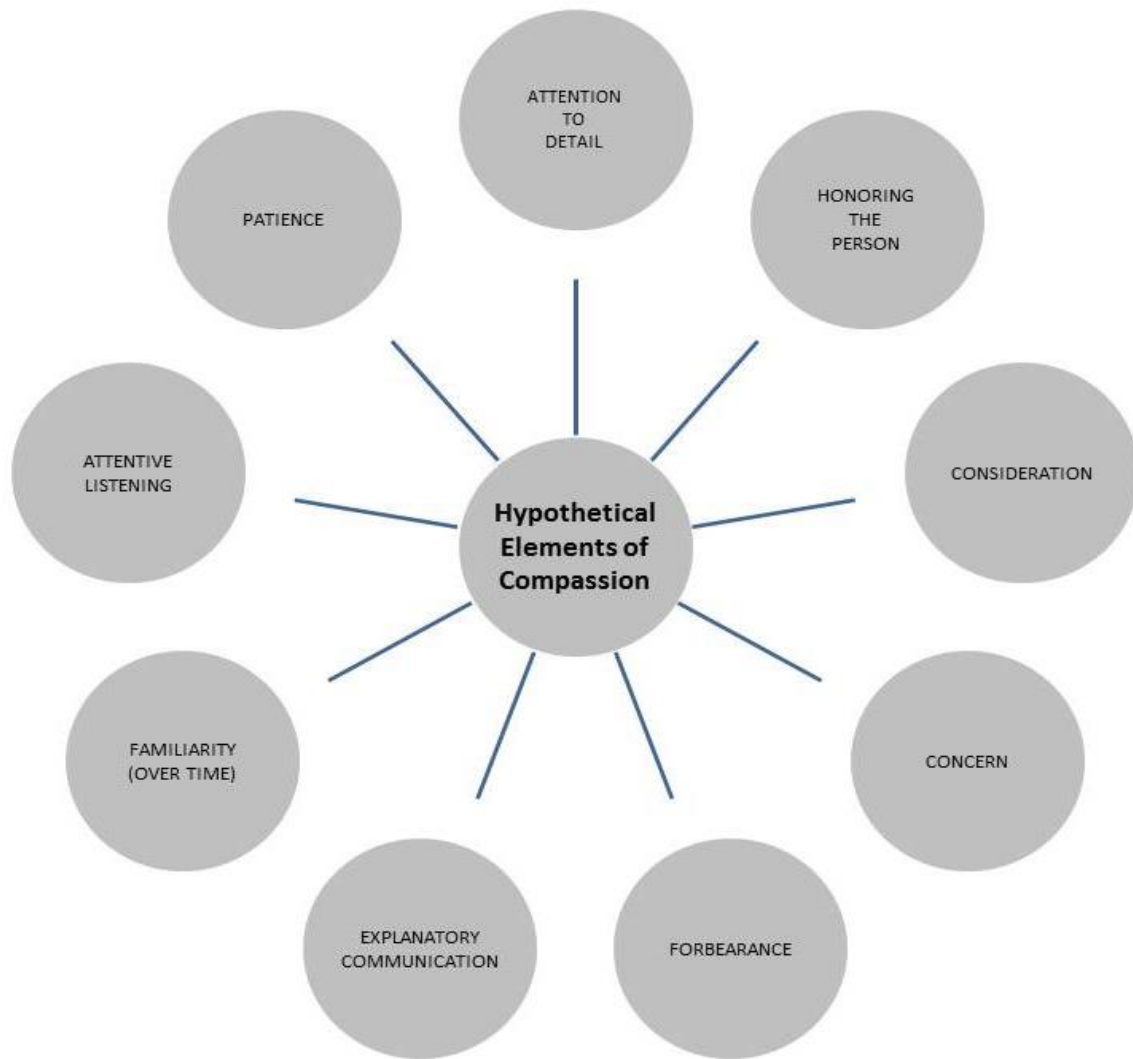 ATTENTION
TO
DETAIL
HONORING
THE
PERSON
CONSIDERATION
CONCERN
FORBEARANCE
EXPLANATORY
COMMUNICATION
FAMILIARITY
(OVER TIME)
ATTENTIVE
LISTENING
PATIENCE
Hypothetical
Elements of
Compassion